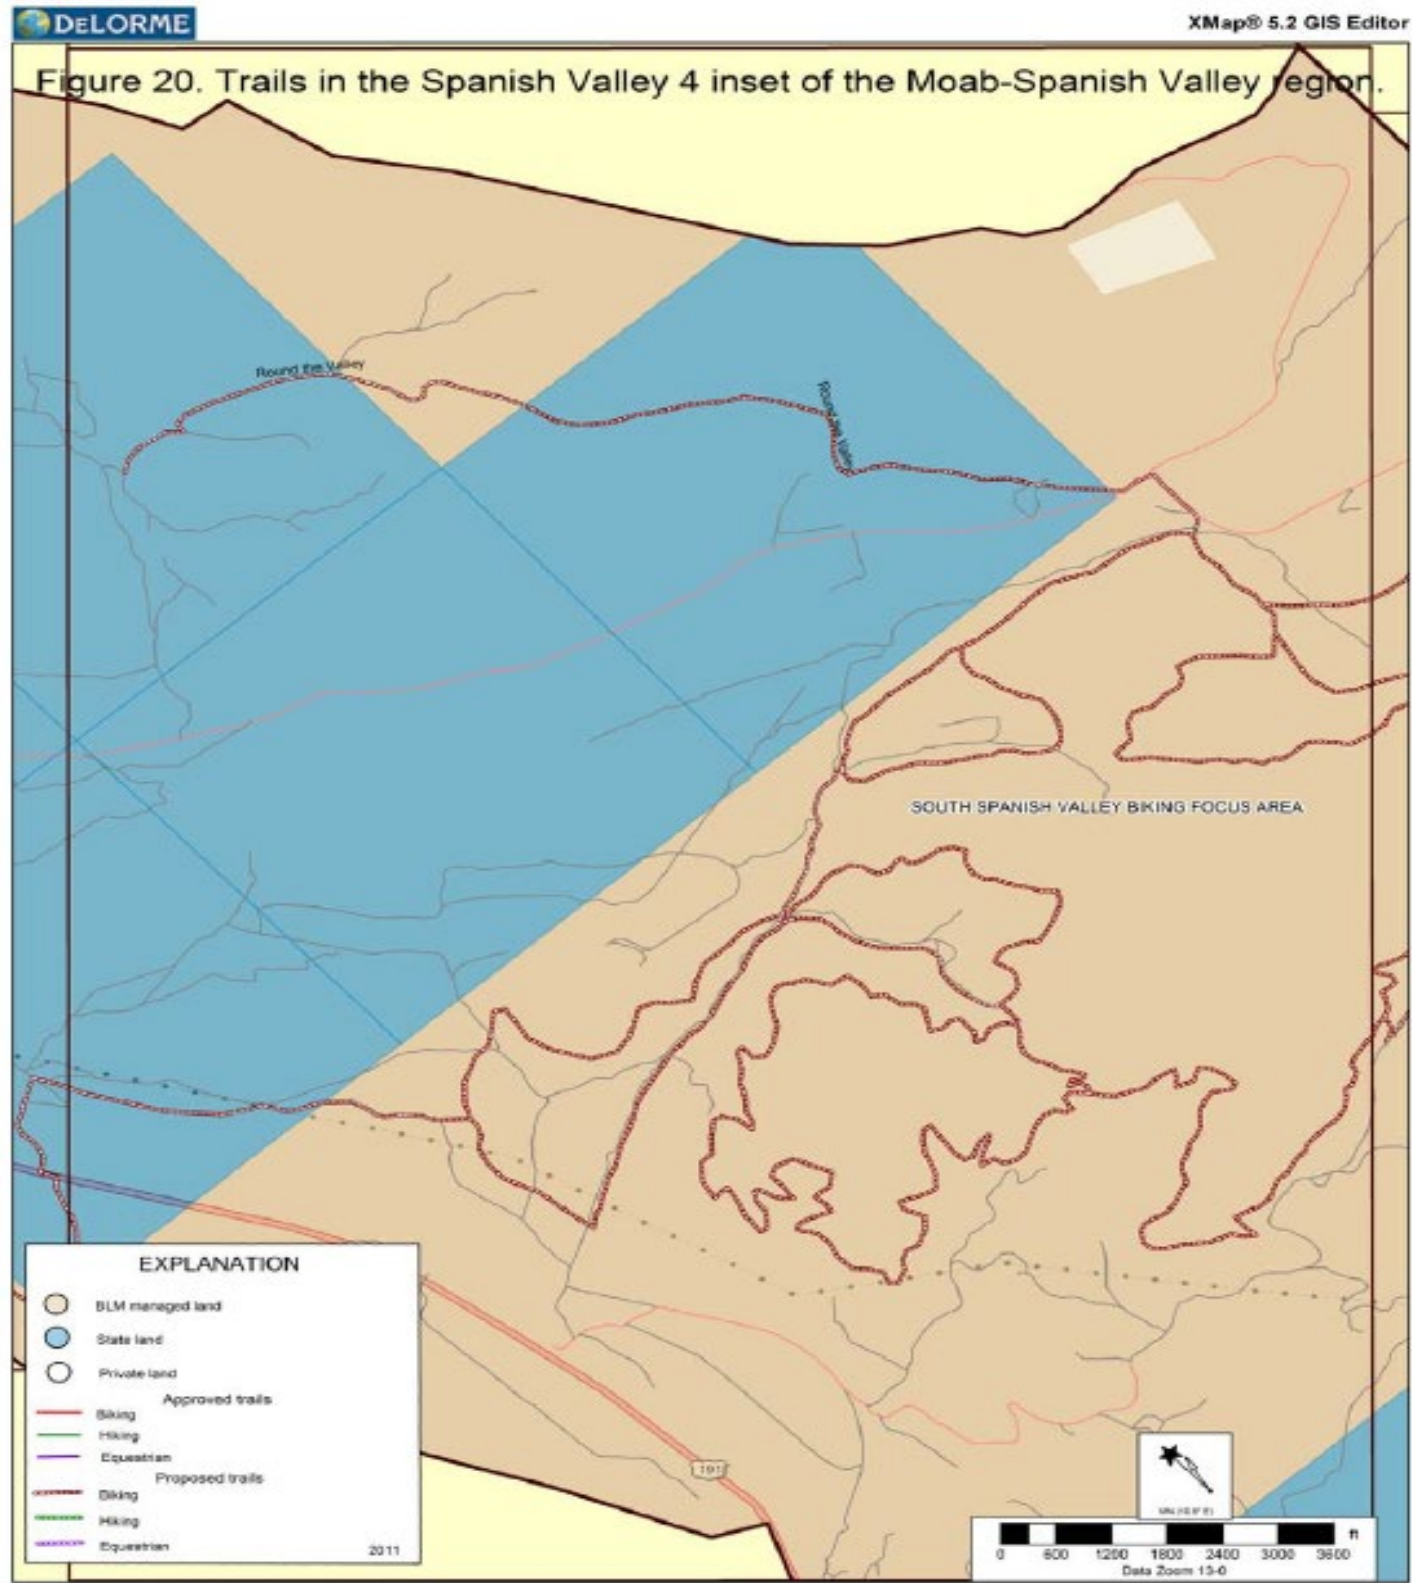 DELORME
XMap® 5.2 GIS Editor
Figure 20. Trails in the Spanish Valley 4 inset of the Moab-Spanish Valley region.
Round the Valley
Round the Valley
SOUTH SPANISH VALLEY BIKING FOCUS AREA
EXPLANATION
BLM managed land
State land
Private land
Approved trails
Biking
Hiking
Equestrian
Proposed trails
Biking
Hiking
Equestrian
2011
191
ft
0 600 1200 1800 2400 3000 3600
Data Zoom 13-0